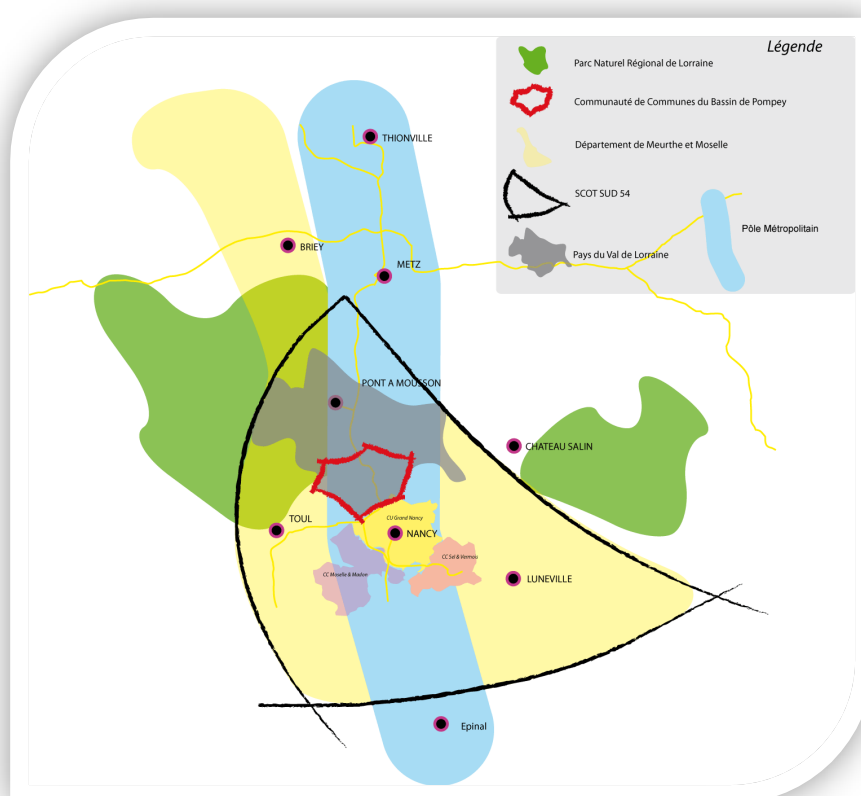 Légende
Parc Naturel Régional de Lorraine
Communauté de Communes du Bassin de Pompey
Département de Meurthe et Moselle
SCOT SUD 54
Pôle Métropolitain
Pays du Val de Lorraine
THIONVILLE
BRIEY
METZ
PONT A MOUSSON
CHATEAU SALIN
TOUL
CU Grand Nancy
NANCY
CC Sel & Vermois
CC Moselle & Madon
LUNEVILLE
Epinal